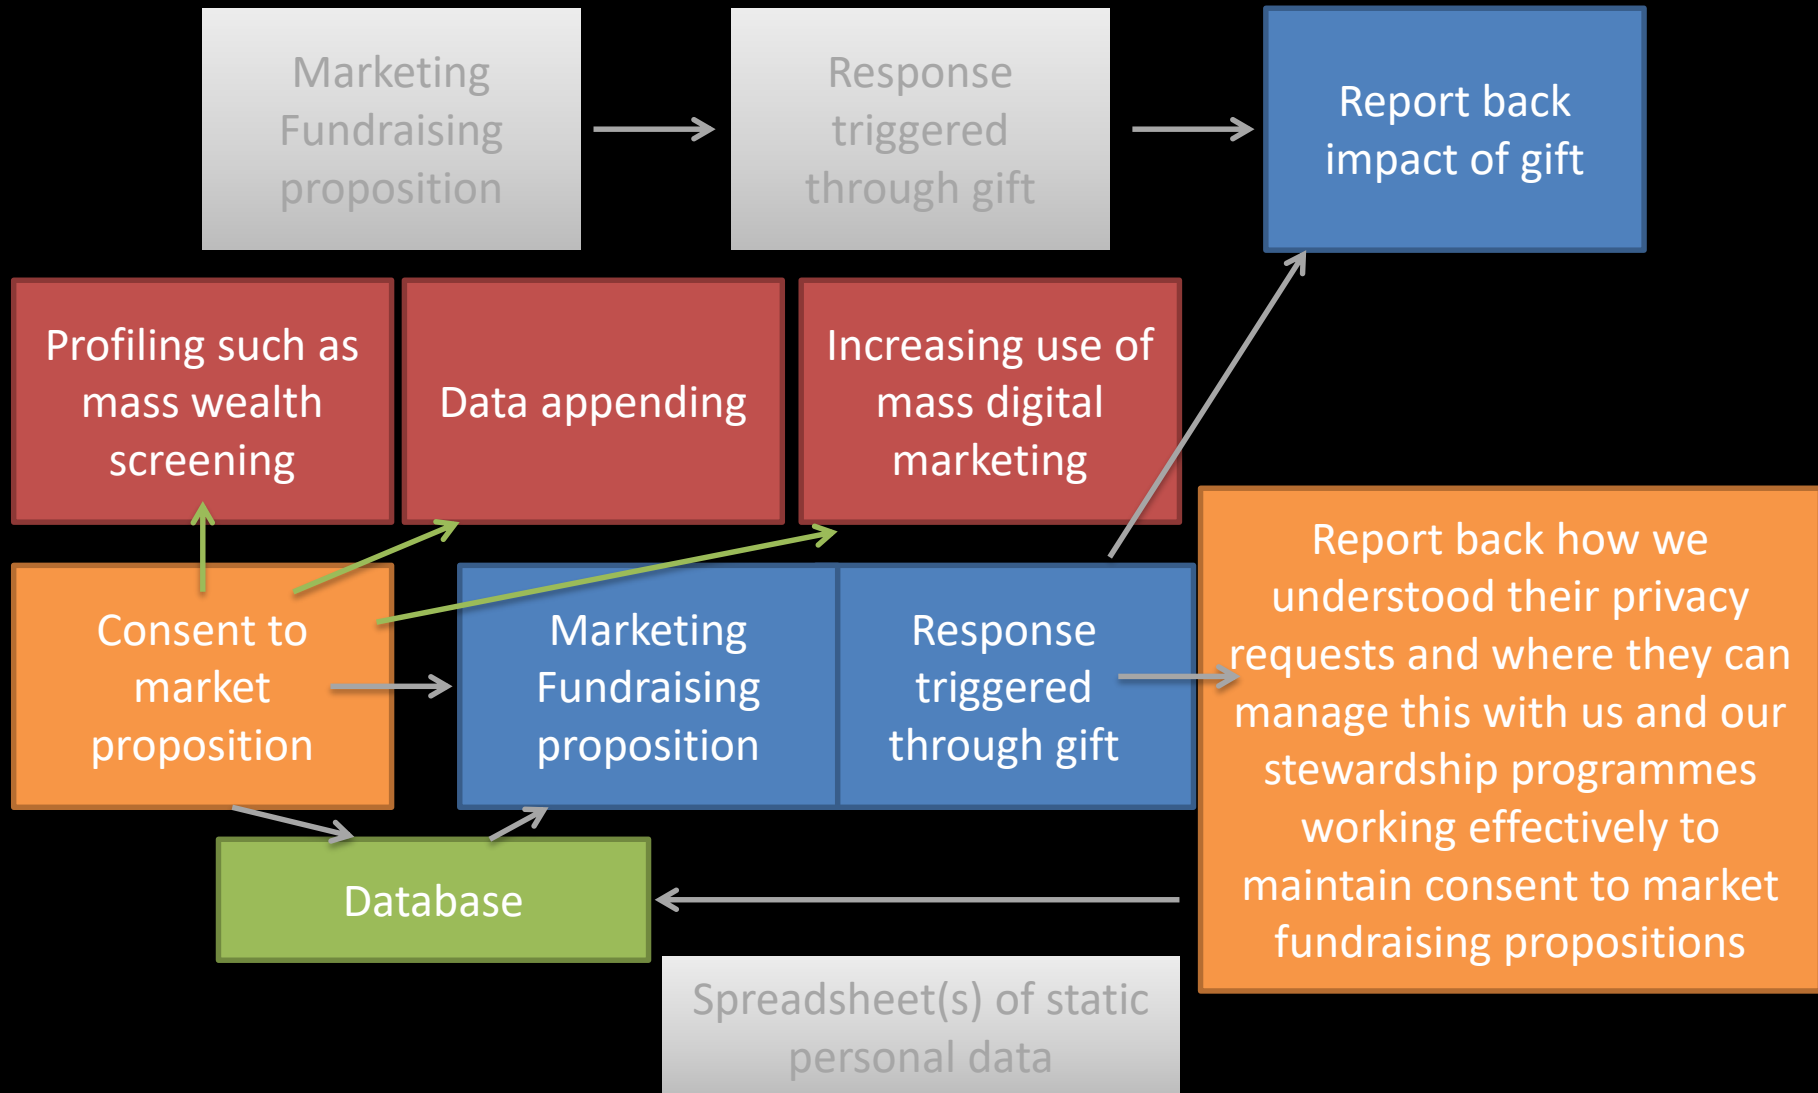 Marketing
Fundraising
proposition
Response
triggered
through gift
Report back
impact of gift
Profiling such as
mass wealth
screening
Data appending
Increasing use of
mass digital
marketing
Consent to
market
proposition
Marketing
Fundraising
proposition
Response
triggered
through gift
Report back how we
understood their privacy
requests and where they can
manage this with us and our
stewardship programmes
working effectively to
maintain consent to market
fundraising propositions
Database
Spreadsheet(s) of static
personal data